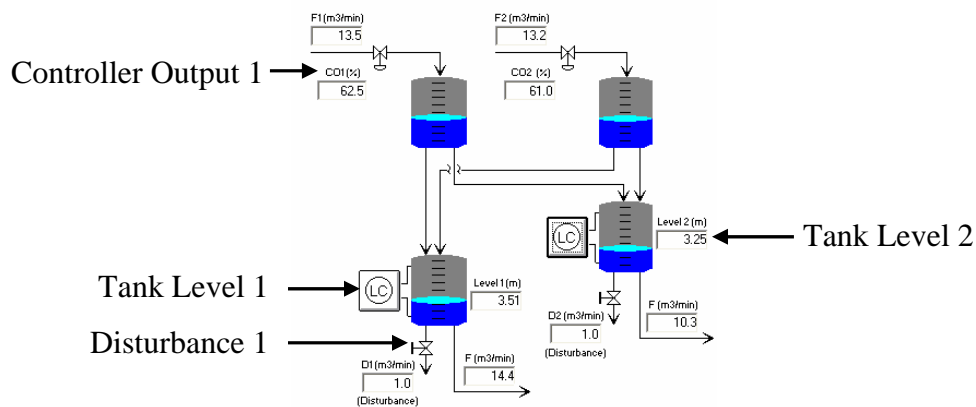 F1(m3/min)
13.5
F2 (m3/min)
13.2
Controller Output 1
CO1(%)
62.5
CO2 (%)
61.0
LC
Level 2 (m)
3.25
Tank Level 2
Tank Level 1
LC
Level 1(m)
3.51
D2 (m3/min)
1.0
(Disturbance)
F (m3/min)
10.3
Disturbance 1
D1(m3/min)
1.0
(Disturbance)
F (m3/min)
14.4